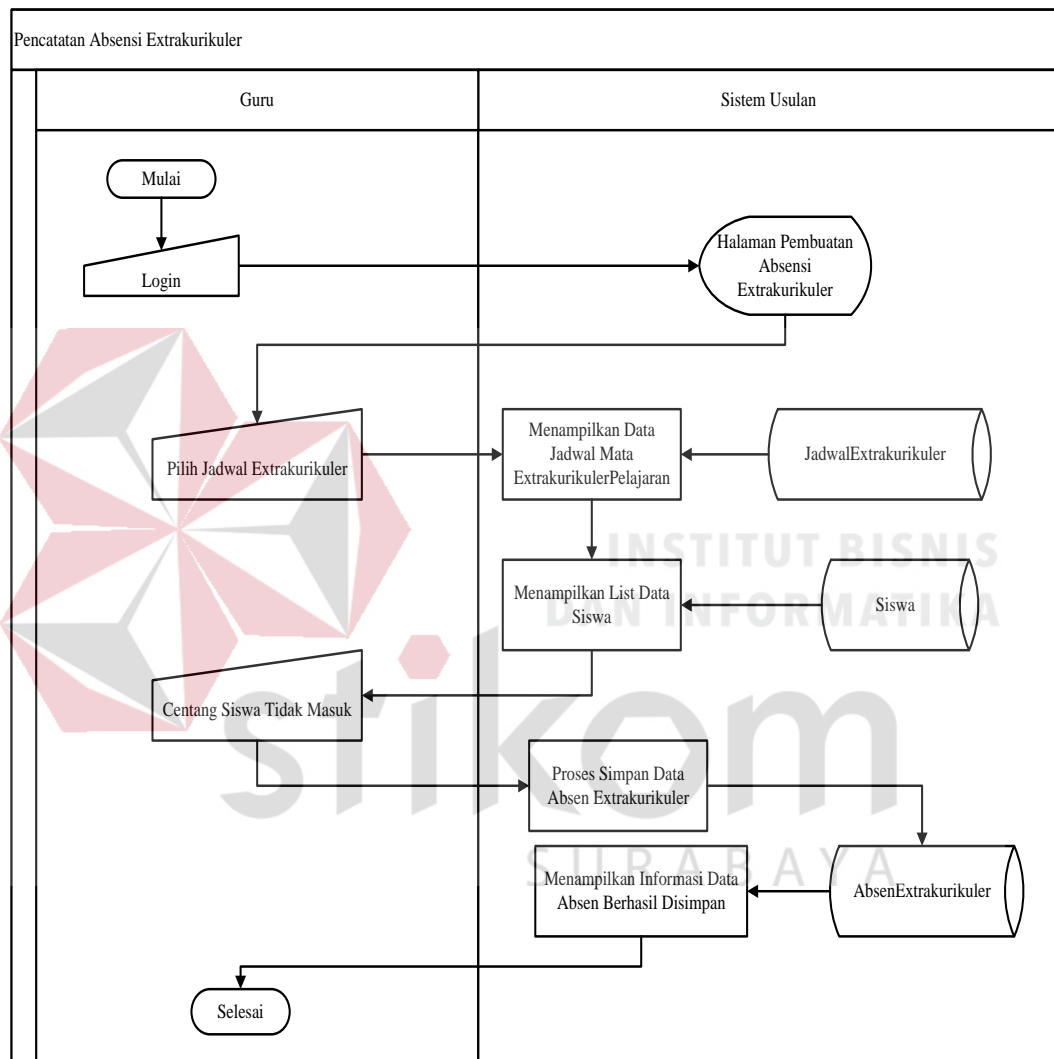 Pencatatan Absensi Extrakurikuler
Guru
Sistem Usulan
Mulai
Login
Halaman Pembuatan
Absensi
Extrakurikuler
Pilih Jadwal Extrakurikuler
Menampilkan Data
Jadwal Mata
ExtrakurikulerPelajaran
JadwalExtrakurikuler
INSTITUT BISNIS
DAN INFORMATIKA
Menampilkan List Data
Siswa
Siswa
Centang Siswa Tidak Masuk
stikom
Proses Simpan Data
Absen Extrakurikuler
SURABAYA
Menampilkan Informasi Data
Absen Berhasil Disimpan
AbsenExtrakurikuler
Selesai